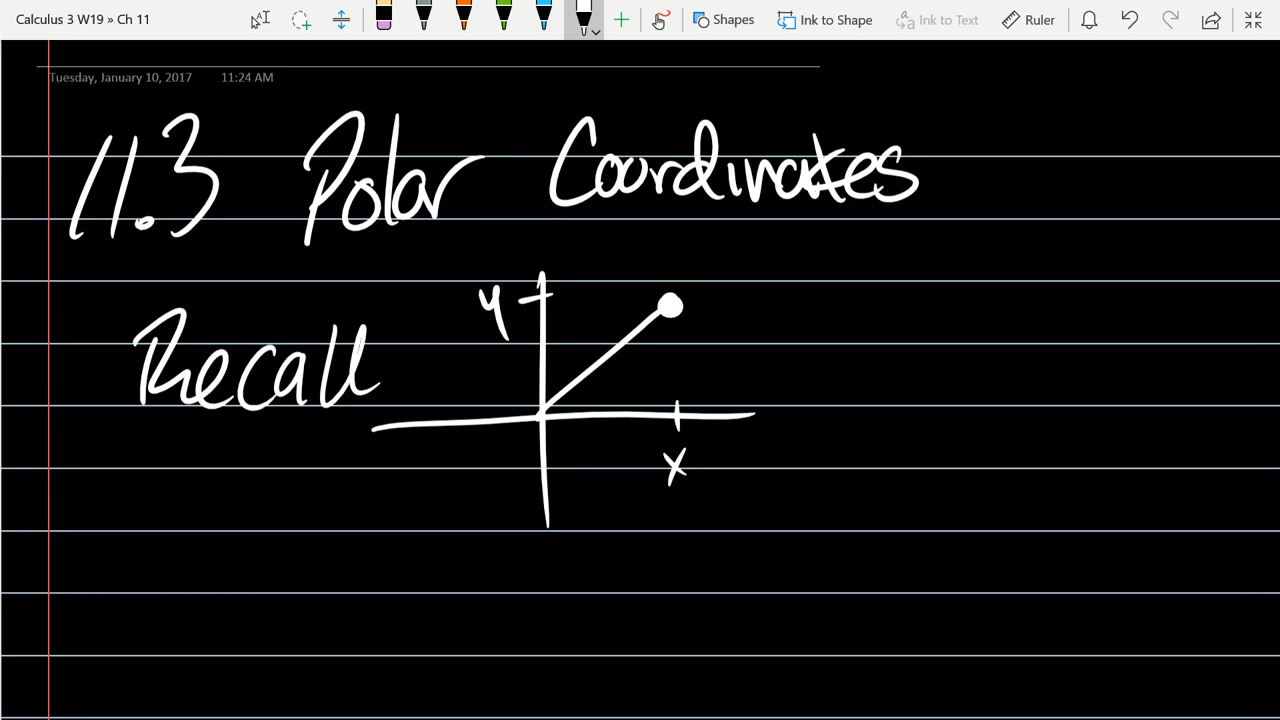 Calculus 3 W19 » Ch 11
Shapes
Ink to Shape
Ink to Text
Ruler
Tuesday, January 10, 2017 11:24 AM
11.3 Polar Coordinates
Recall
y
x